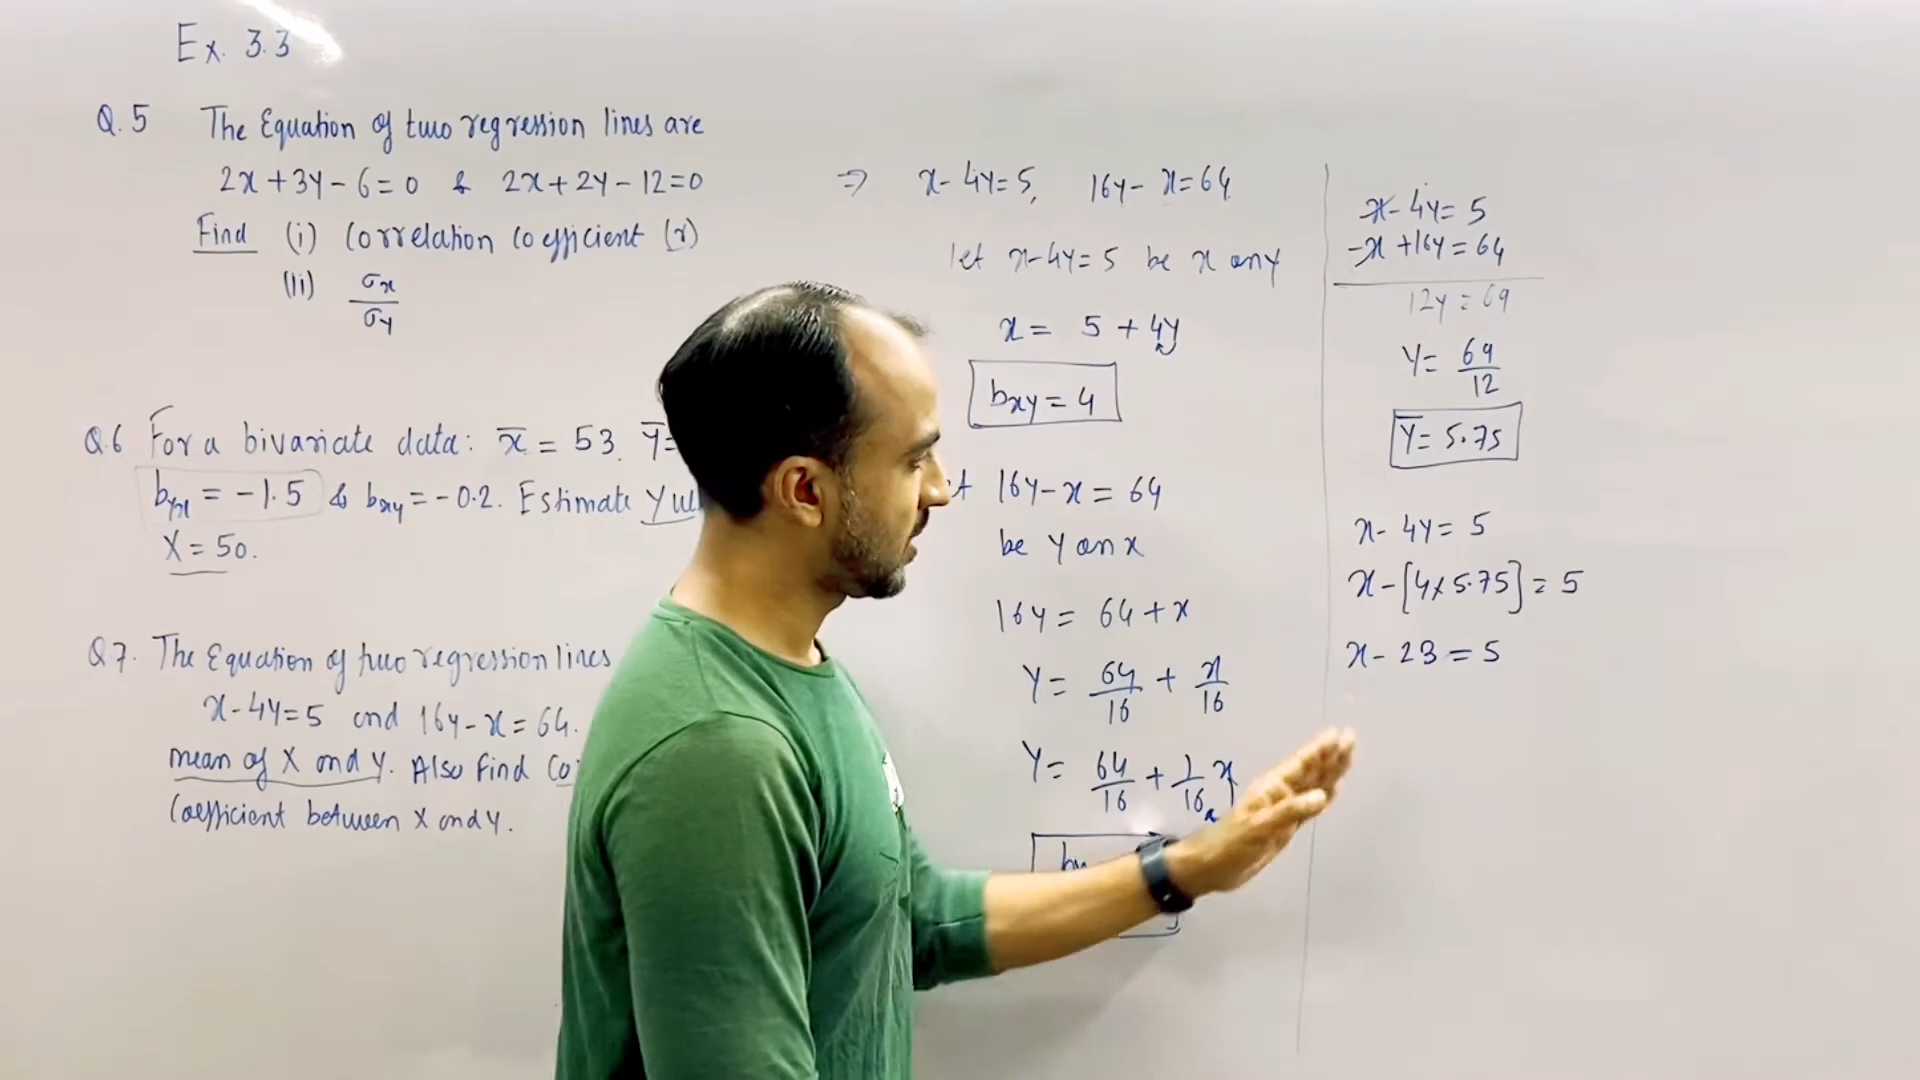 Ex. 3.3
Q.5 The Equation of two regression lines are
2x+3y-6=0 & 2x+2y-12=0
Find (i) Correlation Coefficient (r)
(ii) σx/σy
Q.6 For a bivariate data: x̄ = 53. ȳ=
byx = -1.5 & bxy = -0.2. Estimate Y
X = 50.
Q7. The Equation of two regression lines
x-4y=5 and 16y-x=64.
mean of X and Y. Also Find Co
Coefficient between X and Y.
⇒ x-4y=5, 16y-x=64
let x-4y=5 be x on y
x = 5 + 4y
bxy = 4
16y-x = 64
be Y on x
16y = 64+x
Y = 64/16 + x/16
Y = 64/16 + 1/16 x
x-4y=5
-x+16y=64
12y=69
Y= 69/12
Ȳ= 5.75
x-4y=5
x-[4x5.75]=5
x-23=5